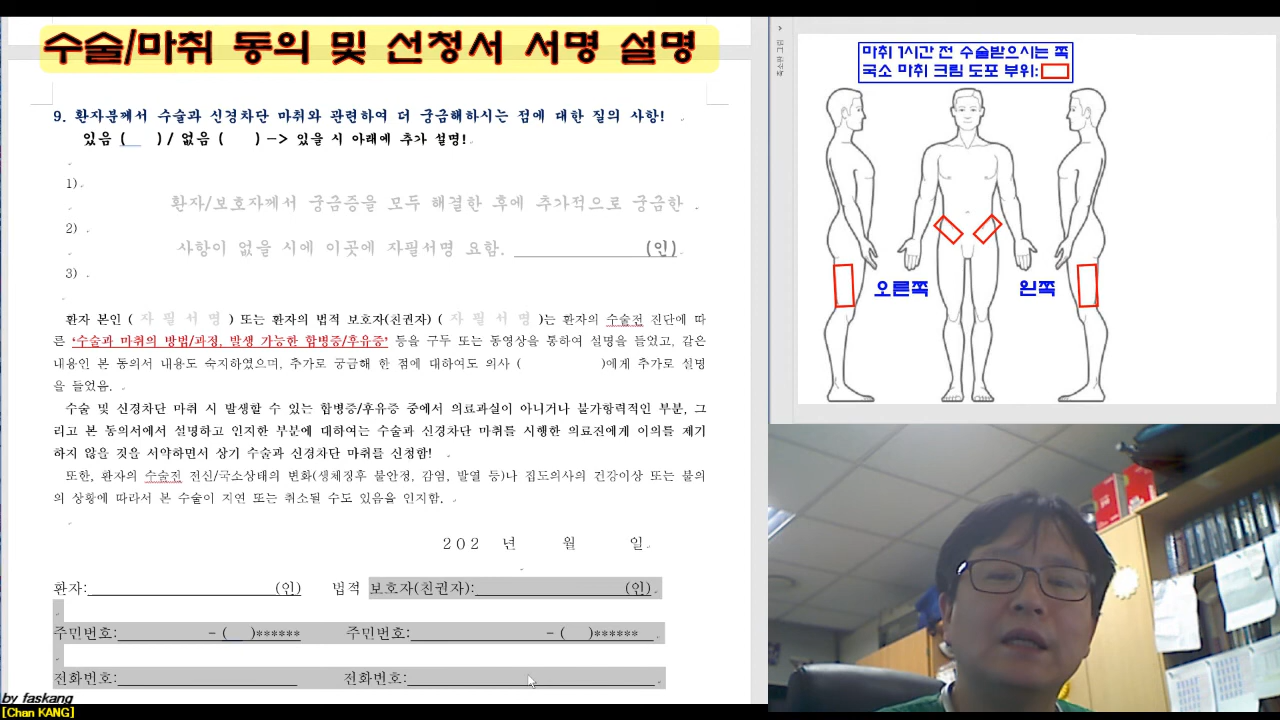 수술/마취 동의 및 신청서 서명 설명
9. 환자분께서 수술과 신경차단 마취와 관련하여 더 궁금해하시는 점에 대한 질의 사항!
있음 (   ) / 없음 (   ) -> 있을 시 아래에 추가 설명!
1)
환자/보호자께서 궁금증을 모두 해결한 후에 추가적으로 궁금한
2)
사항이 없을 시에 이곳에 자필서명 요함. ______________(인)
3)
환자 본인 ( 자 필 서 명 ) 또는 환자의 법적 보호자(친권자) ( 자 필 서 명 )는 환자의 수술전 진단에 따
른 '수술과 마취의 방법/과정, 발생 가능한 합병증/후유증' 등을 구두 또는 동영상을 통하여 설명을 들었고, 같은
내용인 본 동의서 내용도 숙지하였으며, 추가로 궁금해 한 점에 대하여도 의사 (          )에게 추가로 설명
을 들었음.
수술 및 신경차단 마취 시 발생할 수 있는 합병증/후유증 중에서 의료과실이 아니거나 불가항력적인 부분, 그
리고 본 동의서에서 설명하고 인지한 부분에 대하여는 수술과 신경차단 마취를 시행한 의료진에게 이의를 제기
하지 않을 것을 서약하면서 상기 수술과 신경차단 마취를 신청함!
또한, 환자의 수술전 전신/국소상태의 변화(생체징후 불안정, 감염, 발열 등)나 집도의사의 건강이상 또는 불의
의 상황에 따라서 본 수술이 지연 또는 취소될 수도 있음을 인지함.
202   년     월     일
환자:____________________(인)   법적 보호자(친권자):________________(인)
주민번호:__________ - (   )******   주민번호:______________ - (   )******
전화번호:____________________   전화번호:____________________
by faskang
[Chan KANG]
마취 1시간 전 수술받으시는 쪽
국소 마취 크림 도포 부위:
오른쪽
왼쪽